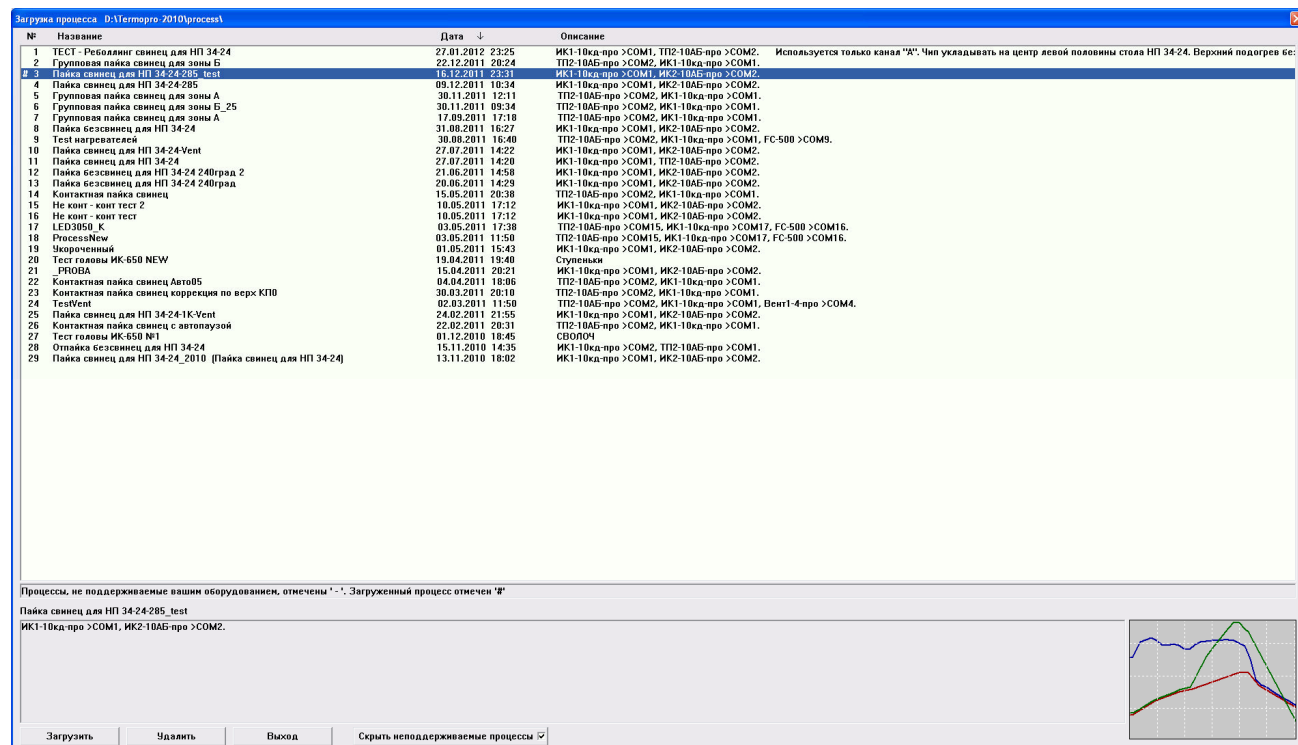 Загрузка процесса D:\Termopro-2010\process\
№ Название Дата ↓ Описание
1 ТЕСТ - Реболлинг свинец для НП 34-24 27.01.2012 23:25 ИК1-10кд-про >COM1, ТП2-10АБ-про >COM2. Используется только канал "А". Чип укладывать на центр левой половины стола НП 34-24. Верхний подогрев бе:
2 Групповая пайка свинец для зоны Б 22.12.2011 20:24 ТП2-10АБ-про >COM2, ИК1-10кд-про >COM1.
# 3 Пайка свинец для НП 34-24-285_test 16.12.2011 23:31 ИК1-10кд-про >COM1, ИК2-10АБ-про >COM2.
4 Пайка свинец для НП 34-24-285 09.12.2011 10:34 ИК1-10кд-про >COM1, ИК2-10АБ-про >COM2.
5 Групповая пайка свинец для зоны А 30.11.2011 12:11 ТП2-10АБ-про >COM2, ИК1-10кд-про >COM1.
6 Групповая пайка свинец для зоны Б_25 30.11.2011 09:34 ТП2-10АБ-про >COM2, ИК1-10кд-про >COM1.
7 Групповая пайка свинец для зоны А 17.09.2011 17:18 ТП2-10АБ-про >COM2, ИК1-10кд-про >COM1.
8 Пайка безсвинец для НП 34-24 31.08.2011 16:27 ИК1-10кд-про >COM1, ИК2-10АБ-про >COM2.
9 Test нагревателей 30.08.2011 16:40 ТП2-10АБ-про >COM2, ИК1-10кд-про >COM1, FC-500 >COM9.
10 Пайка свинец для НП 34-24-Vent 27.07.2011 14:22 ИК1-10кд-про >COM1, ИК2-10АБ-про >COM2.
11 Пайка свинец для НП 34-24 27.07.2011 14:20 ИК1-10кд-про >COM1, ТП2-10АБ-про >COM2.
12 Пайка безсвинец для НП 34-24 240град 2 21.06.2011 14:58 ИК1-10кд-про >COM1, ИК2-10АБ-про >COM2.
13 Пайка безсвинец для НП 34-24 240град 20.06.2011 14:29 ИК1-10кд-про >COM1, ИК2-10АБ-про >COM2.
14 Контактная пайка свинец 15.05.2011 20:38 ТП2-10АБ-про >COM2, ИК1-10кд-про >COM1.
15 Не конт - конт тест 2 10.05.2011 17:12 ИК1-10кд-про >COM1, ИК2-10АБ-про >COM2.
16 Не конт - конт тест 10.05.2011 17:12 ИК1-10кд-про >COM1, ИК2-10АБ-про >COM2.
17 LED3050_K 03.05.2011 17:38 ТП2-10АБ-про >COM15, ИК1-10кд-про >COM17, FC-500 >COM16.
18 ProcessNew 03.05.2011 11:50 ТП2-10АБ-про >COM15, ИК1-10кд-про >COM17, FC-500 >COM16.
19 Укороченный 01.05.2011 15:43 ИК1-10кд-про >COM1, ИК2-10АБ-про >COM2.
20 Тест головы ИК-650 NEW 19.04.2011 19:40 Ступеньки
21 _PROBA 15.04.2011 20:21 ИК1-10кд-про >COM1, ИК2-10АБ-про >COM2.
22 Контактная пайка свинец Авто05 04.04.2011 18:06 ТП2-10АБ-про >COM2, ИК1-10кд-про >COM1.
23 Контактная пайка свинец коррекция по верх КП0 30.03.2011 20:10 ТП2-10АБ-про >COM2, ИК1-10кд-про >COM1.
24 TestVent 02.03.2011 11:50 ТП2-10АБ-про >COM2, ИК1-10кд-про >COM1, Вент1-4-про >COM4.
25 Пайка свинец для НП 34-24-1К-Vent 24.02.2011 21:55 ИК1-10кд-про >COM1, ИК2-10АБ-про >COM2.
26 Контактная пайка свинец с автопаузой 22.02.2011 20:31 ТП2-10АБ-про >COM2, ИК1-10кд-про >COM1.
27 Тест головы ИК-650 №1 01.12.2010 18:45 СВОЛОЧ
28 Отпайка безсвинец для НП 34-24 15.11.2010 14:35 ИК1-10кд-про >COM2, ТП2-10АБ-про >COM1.
29 Пайка свинец для НП 34-24_2010 (Пайка свинец для НП 34-24) 13.11.2010 18:02 ИК1-10кд-про >COM1, ИК2-10АБ-про >COM2.
Процессы, не поддерживаемые вашим оборудованием, отмечены ' - '. Загруженный процесс отмечен '#'
Пайка свинец для НП 34-24-285_test
ИК1-10кд-про >COM1, ИК2-10АБ-про >COM2.
Загрузить Удалить Выход Скрыть неподдерживаемые процессы